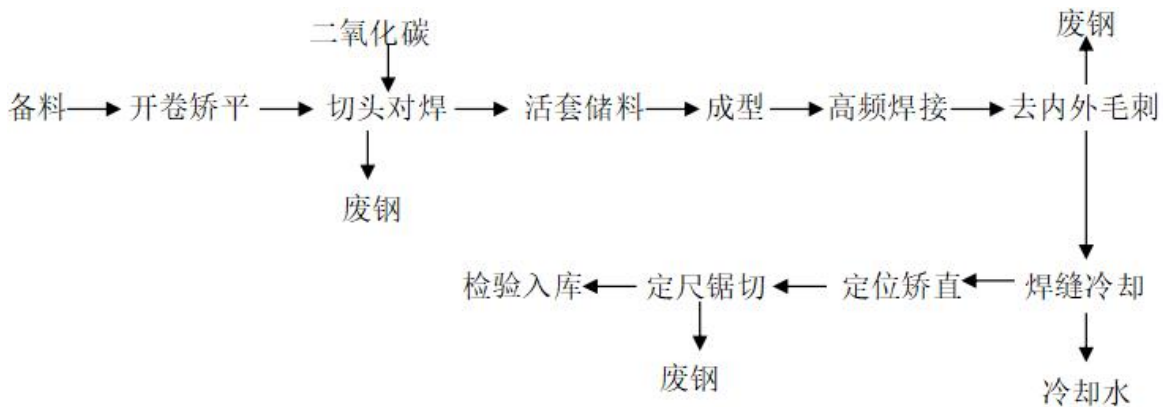 废钢
二氧化碳
备料 开卷矫平 切头对焊 活套储料 成型 高频焊接 去内外毛刺
废钢
检验入库 定尺锯切 定位矫直 焊缝冷却
废钢
冷却水